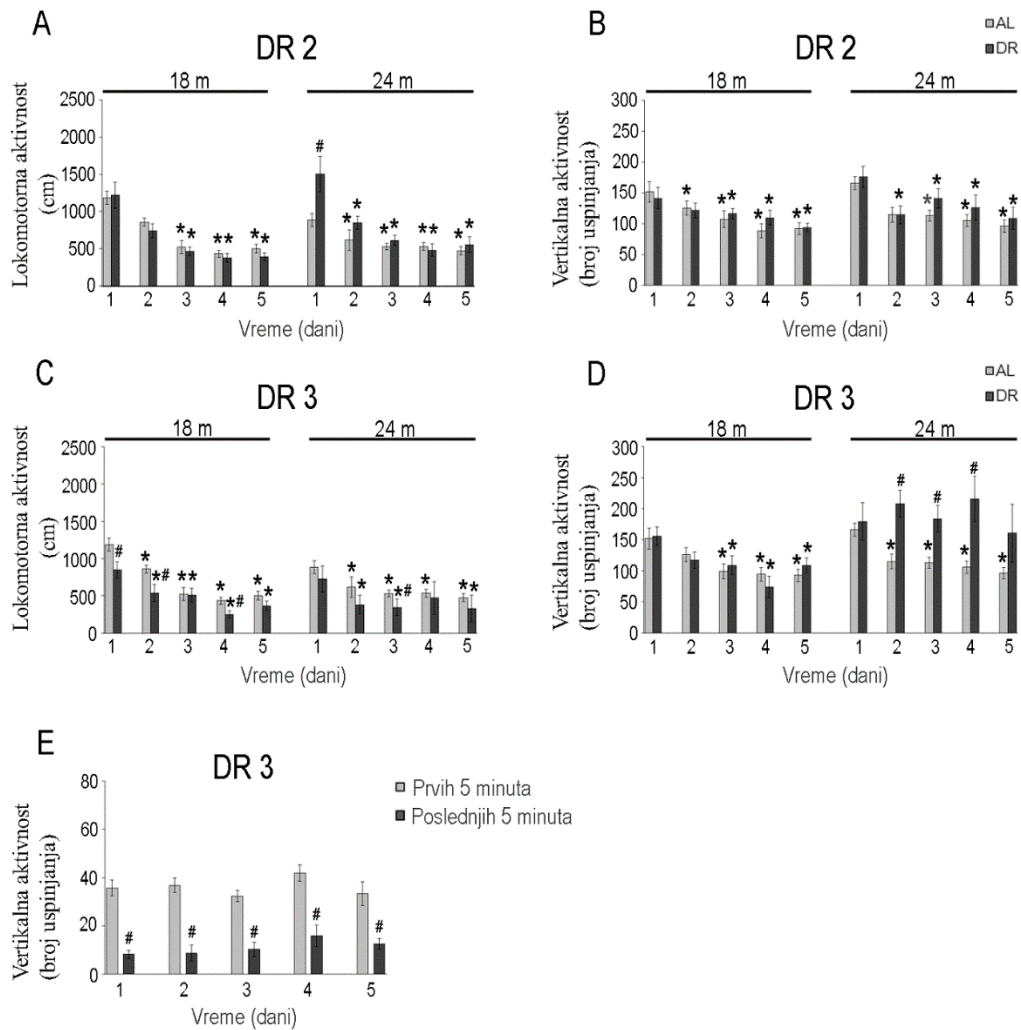 A
DR 2
18 m
24 m
Lokomotorna aktivnost
(cm)
2500
2000
1500
1000
500
0
#
* *
**
* *
* *
* *
**
* *
1 2 3 4 5 1 2 3 4 5
Vreme (dani)
B
DR 2
AL
DR
18 m
24 m
Vertikalna aktivnost
(broj uspinjanja)
300
250
200
150
100
50
0
*
* *
* *
* *
*
* *
* *
* *
1 2 3 4 5 1 2 3 4 5
Vreme (dani)
C
DR 3
18 m
24 m
Lokomotorna aktivnost
(cm)
2500
2000
1500
1000
500
0
#
*
*#
**
*
*#
* *
* *
*
*#
*
* *
1 2 3 4 5 1 2 3 4 5
Vreme (dani)
D
DR 3
AL
DR
18 m
24 m
Vertikalna aktivnost
(broj uspinjanja)
300
250
200
150
100
50
0
* *
* *
* *
# # #
* * * *
1 2 3 4 5 1 2 3 4 5
Vreme (dani)
E
DR 3
Prvih 5 minuta
Poslednjih 5 minuta
Vertikalna aktivnost
(broj uspinjanja)
80
60
40
20
0
# # # # #
1 2 3 4 5
Vreme (dani)